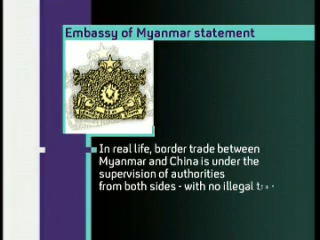 Embassy of Myanmar statement
In real life, border trade between
Myanmar and China is under the
supervision of authorities
from both sides - with no illegal